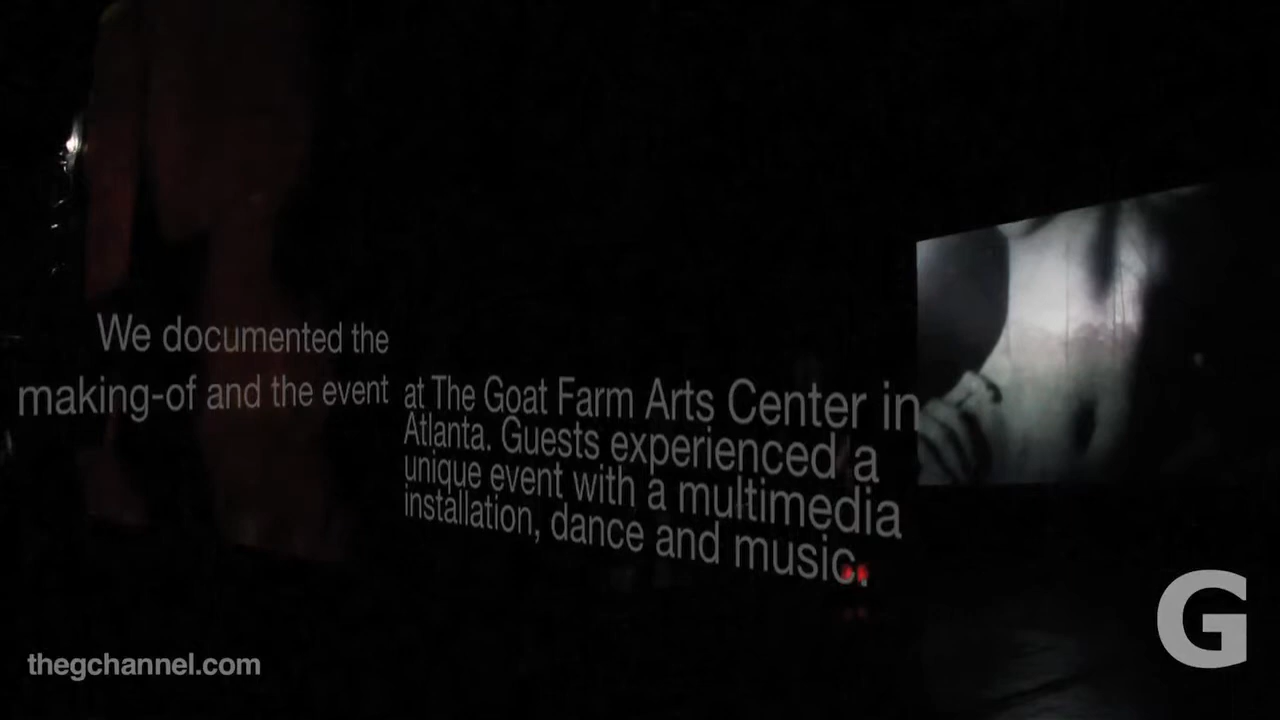 We documented the
making-of and the event
at The Goat Farm Arts Center in
Atlanta. Guests experienced a
unique event with a multimedia
installation, dance and music.
thegchannel.com
G